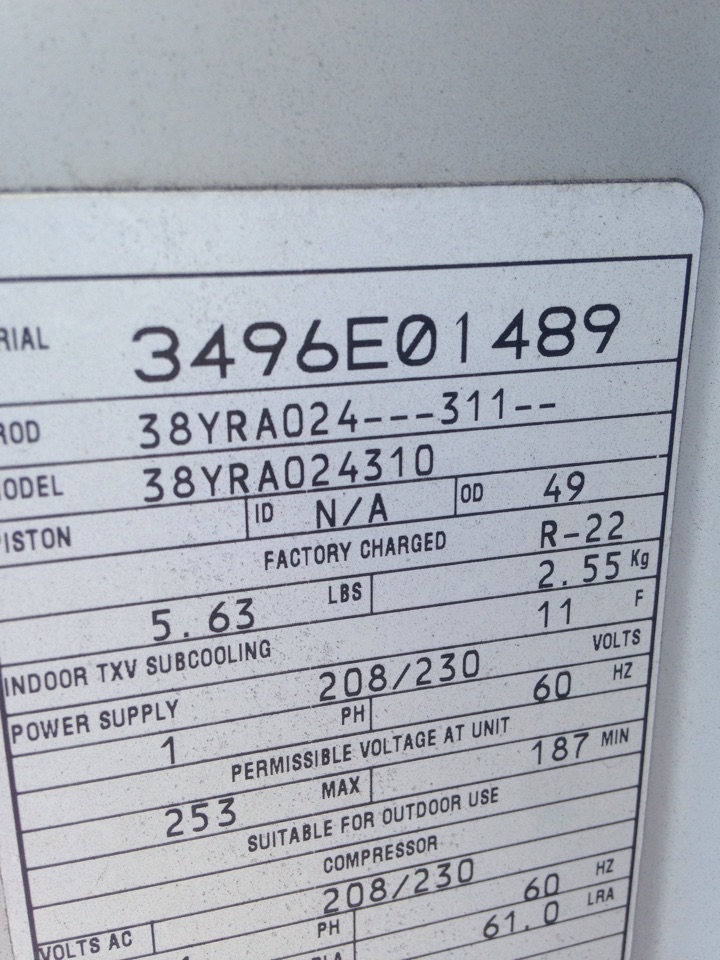 RIAL 3496E01489
ROD 38YRA024---311--
ODEL 38YRA024310
ISTON ID N/A OD 49
FACTORY CHARGED R-22
5.63 LBS 2.55 Kg
INDOOR TXV SUBCOOLING 11 F
POWER SUPPLY 208/230 VOLTS
1 PH 60 HZ
PERMISSIBLE VOLTAGE AT UNIT
253 MAX 187 MIN
SUITABLE FOR OUTDOOR USE
COMPRESSOR
VOLTS AC 208/230
PH 60 HZ
61.0 LRA